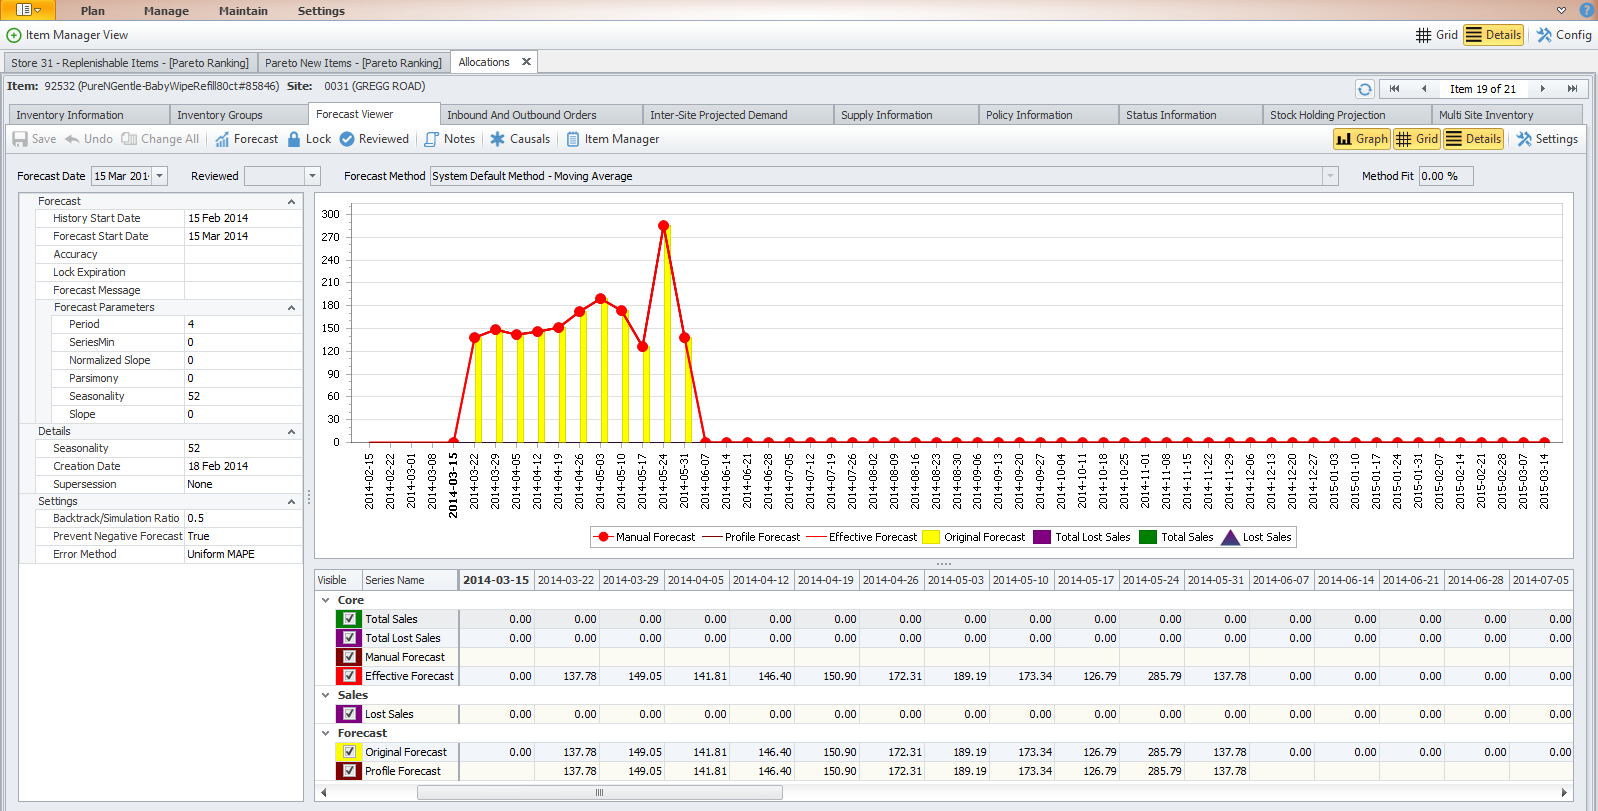 Plan Manage Maintain Settings
Item Manager View Grid Details Config
Store 31 - Replenishable Items - [Pareto Ranking] Pareto New Items - [Pareto Ranking] Allocations
Item: 92532 (PureNGentle-BabyWipeRefill80ct#85846) Site: 0031 (GREGG ROAD) Item 19 of 21
Inventory Information Inventory Groups Forecast Viewer Inbound And Outbound Orders Inter-Site Projected Demand Supply Information Policy Information Status Information Stock Holding Projection Multi Site Inventory
Save Undo Change All Forecast Lock Reviewed Notes Causals Item Manager Graph Grid Details Settings
Forecast Date 15 Mar 201 Reviewed Forecast Method System Default Method - Moving Average Method Fit 0.00 %
Forecast
History Start Date 15 Feb 2014
Forecast Start Date 15 Mar 2014
Accuracy
Lock Expiration
Forecast Message
Forecast Parameters
Period 4
SeriesMin 0
Normalized Slope 0
Parsimony 0
Seasonality 52
Slope 0
Details
Seasonality 52
Creation Date 18 Feb 2014
Supersession None
Settings
Backtrack/Simulation Ratio 0.5
Prevent Negative Forecast True
Error Method Uniform MAPE
300
270
240
210
180
150
120
90
60
30
0
2014-02-15 2014-02-22 2014-03-01 2014-03-08 2014-03-15 2014-03-22 2014-03-29 2014-04-05 2014-04-12 2014-04-19 2014-04-26 2014-05-03 2014-05-10 2014-05-17 2014-05-24 2014-05-31 2014-06-07 2014-06-14 2014-06-21 2014-06-28 2014-07-05 2014-07-12 2014-07-19 2014-07-26 2014-08-02 2014-08-09 2014-08-16 2014-08-23 2014-08-30 2014-09-06 2014-09-13 2014-09-20 2014-09-27 2014-10-04 2014-10-11 2014-10-18 2014-10-25 2014-11-01 2014-11-08 2014-11-15 2014-11-22 2014-11-29 2014-12-06 2014-12-13 2014-12-20 2014-12-27 2015-01-03 2015-01-10 2015-01-17 2015-01-24 2015-01-31 2015-02-07 2015-02-14 2015-02-21 2015-02-28 2015-03-07 2015-03-14
Manual Forecast Profile Forecast Effective Forecast Original Forecast Total Lost Sales Total Sales Lost Sales
Visible Series Name 2014-03-15 2014-03-22 2014-03-29 2014-04-05 2014-04-12 2014-04-19 2014-04-26 2014-05-03 2014-05-10 2014-05-17 2014-05-24 2014-05-31 2014-06-07 2014-06-14 2014-06-21 2014-06-28 2014-07-05
Core
Total Sales 0.00 0.00 0.00 0.00 0.00 0.00 0.00 0.00 0.00 0.00 0.00 0.00 0.00 0.00 0.00 0.00 0.00
Total Lost Sales 0.00 0.00 0.00 0.00 0.00 0.00 0.00 0.00 0.00 0.00 0.00 0.00 0.00 0.00 0.00 0.00 0.00
Manual Forecast
Effective Forecast 0.00 137.78 149.05 141.81 146.40 150.90 172.31 189.19 173.34 126.79 285.79 137.78 0.00 0.00 0.00 0.00 0.00
Sales
Lost Sales 0.00 0.00 0.00 0.00 0.00 0.00 0.00 0.00 0.00 0.00 0.00 0.00 0.00 0.00 0.00 0.00 0.00
Forecast
Original Forecast 0.00 137.78 149.05 141.81 146.40 150.90 172.31 189.19 173.34 126.79 285.79 137.78 0.00 0.00 0.00 0.00 0.00
Profile Forecast 137.78 149.05 141.81 146.40 150.90 172.31 189.19 173.34 126.79 285.79 137.78